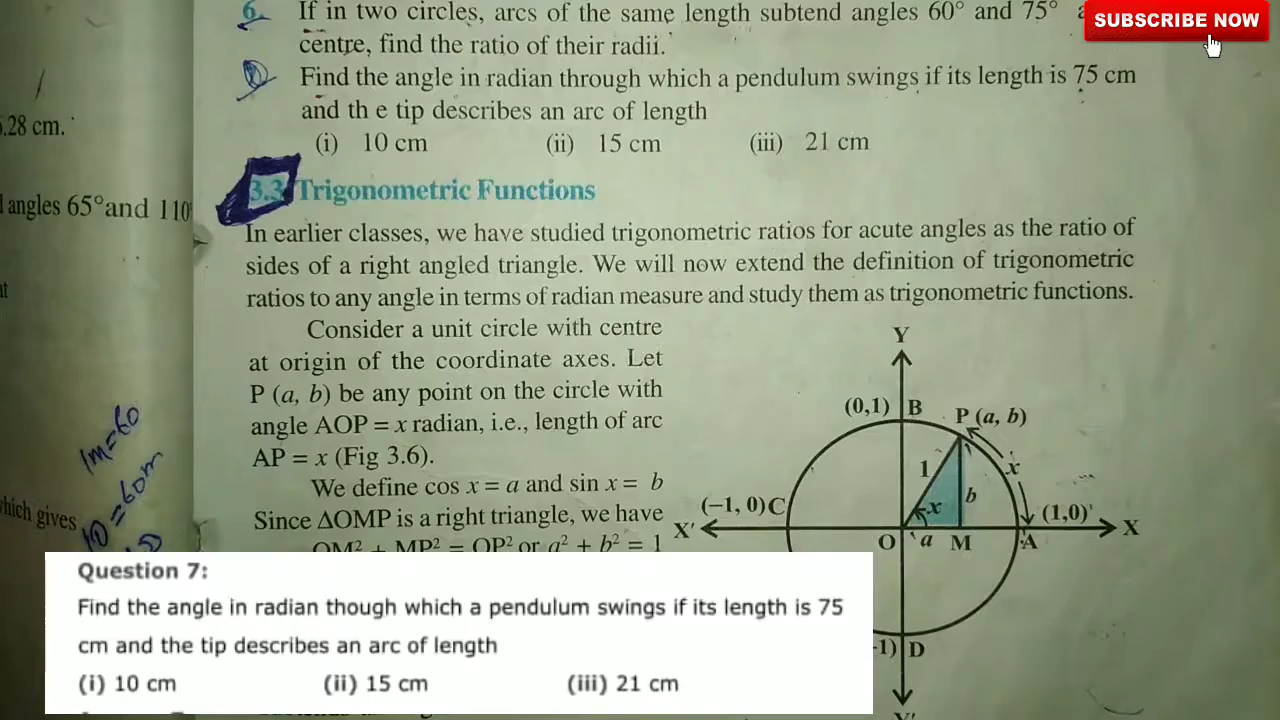 6. If in two circles, arcs of the same length subtend angles 60° and 75°
SUBSCRIBE NOW
centre, find the ratio of their radii.
Find the angle in radian through which a pendulum swings if its length is 75 cm
and th e tip describes an arc of length
(i) 10 cm (ii) 15 cm (iii) 21 cm
.28 cm.
angles 65°and 110
3.3 Trigonometric Functions
In earlier classes, we have studied trigonometric ratios for acute angles as the ratio of
sides of a right angled triangle. We will now extend the definition of trigonometric
ratios to any angle in terms of radian measure and study them as trigonometric functions.
Consider a unit circle with centre
at origin of the coordinate axes. Let
P (a, b) be any point on the circle with
angle AOP = x radian, i.e., length of arc
AP = x (Fig 3.6).
We define cos x = a and sin x = b
Since ΔOMP is a right triangle, we have
OM² + MP² = OP² or a² + b² = 1
1m=60
=60m
which gives
Y
(0,1) B P (a, b)
1 x
b
(−1, 0)C x (1,0)
X′ O a M A X
-1) D
Y′
Question 7:
Find the angle in radian though which a pendulum swings if its length is 75
cm and the tip describes an arc of length
(i) 10 cm (ii) 15 cm (iii) 21 cm